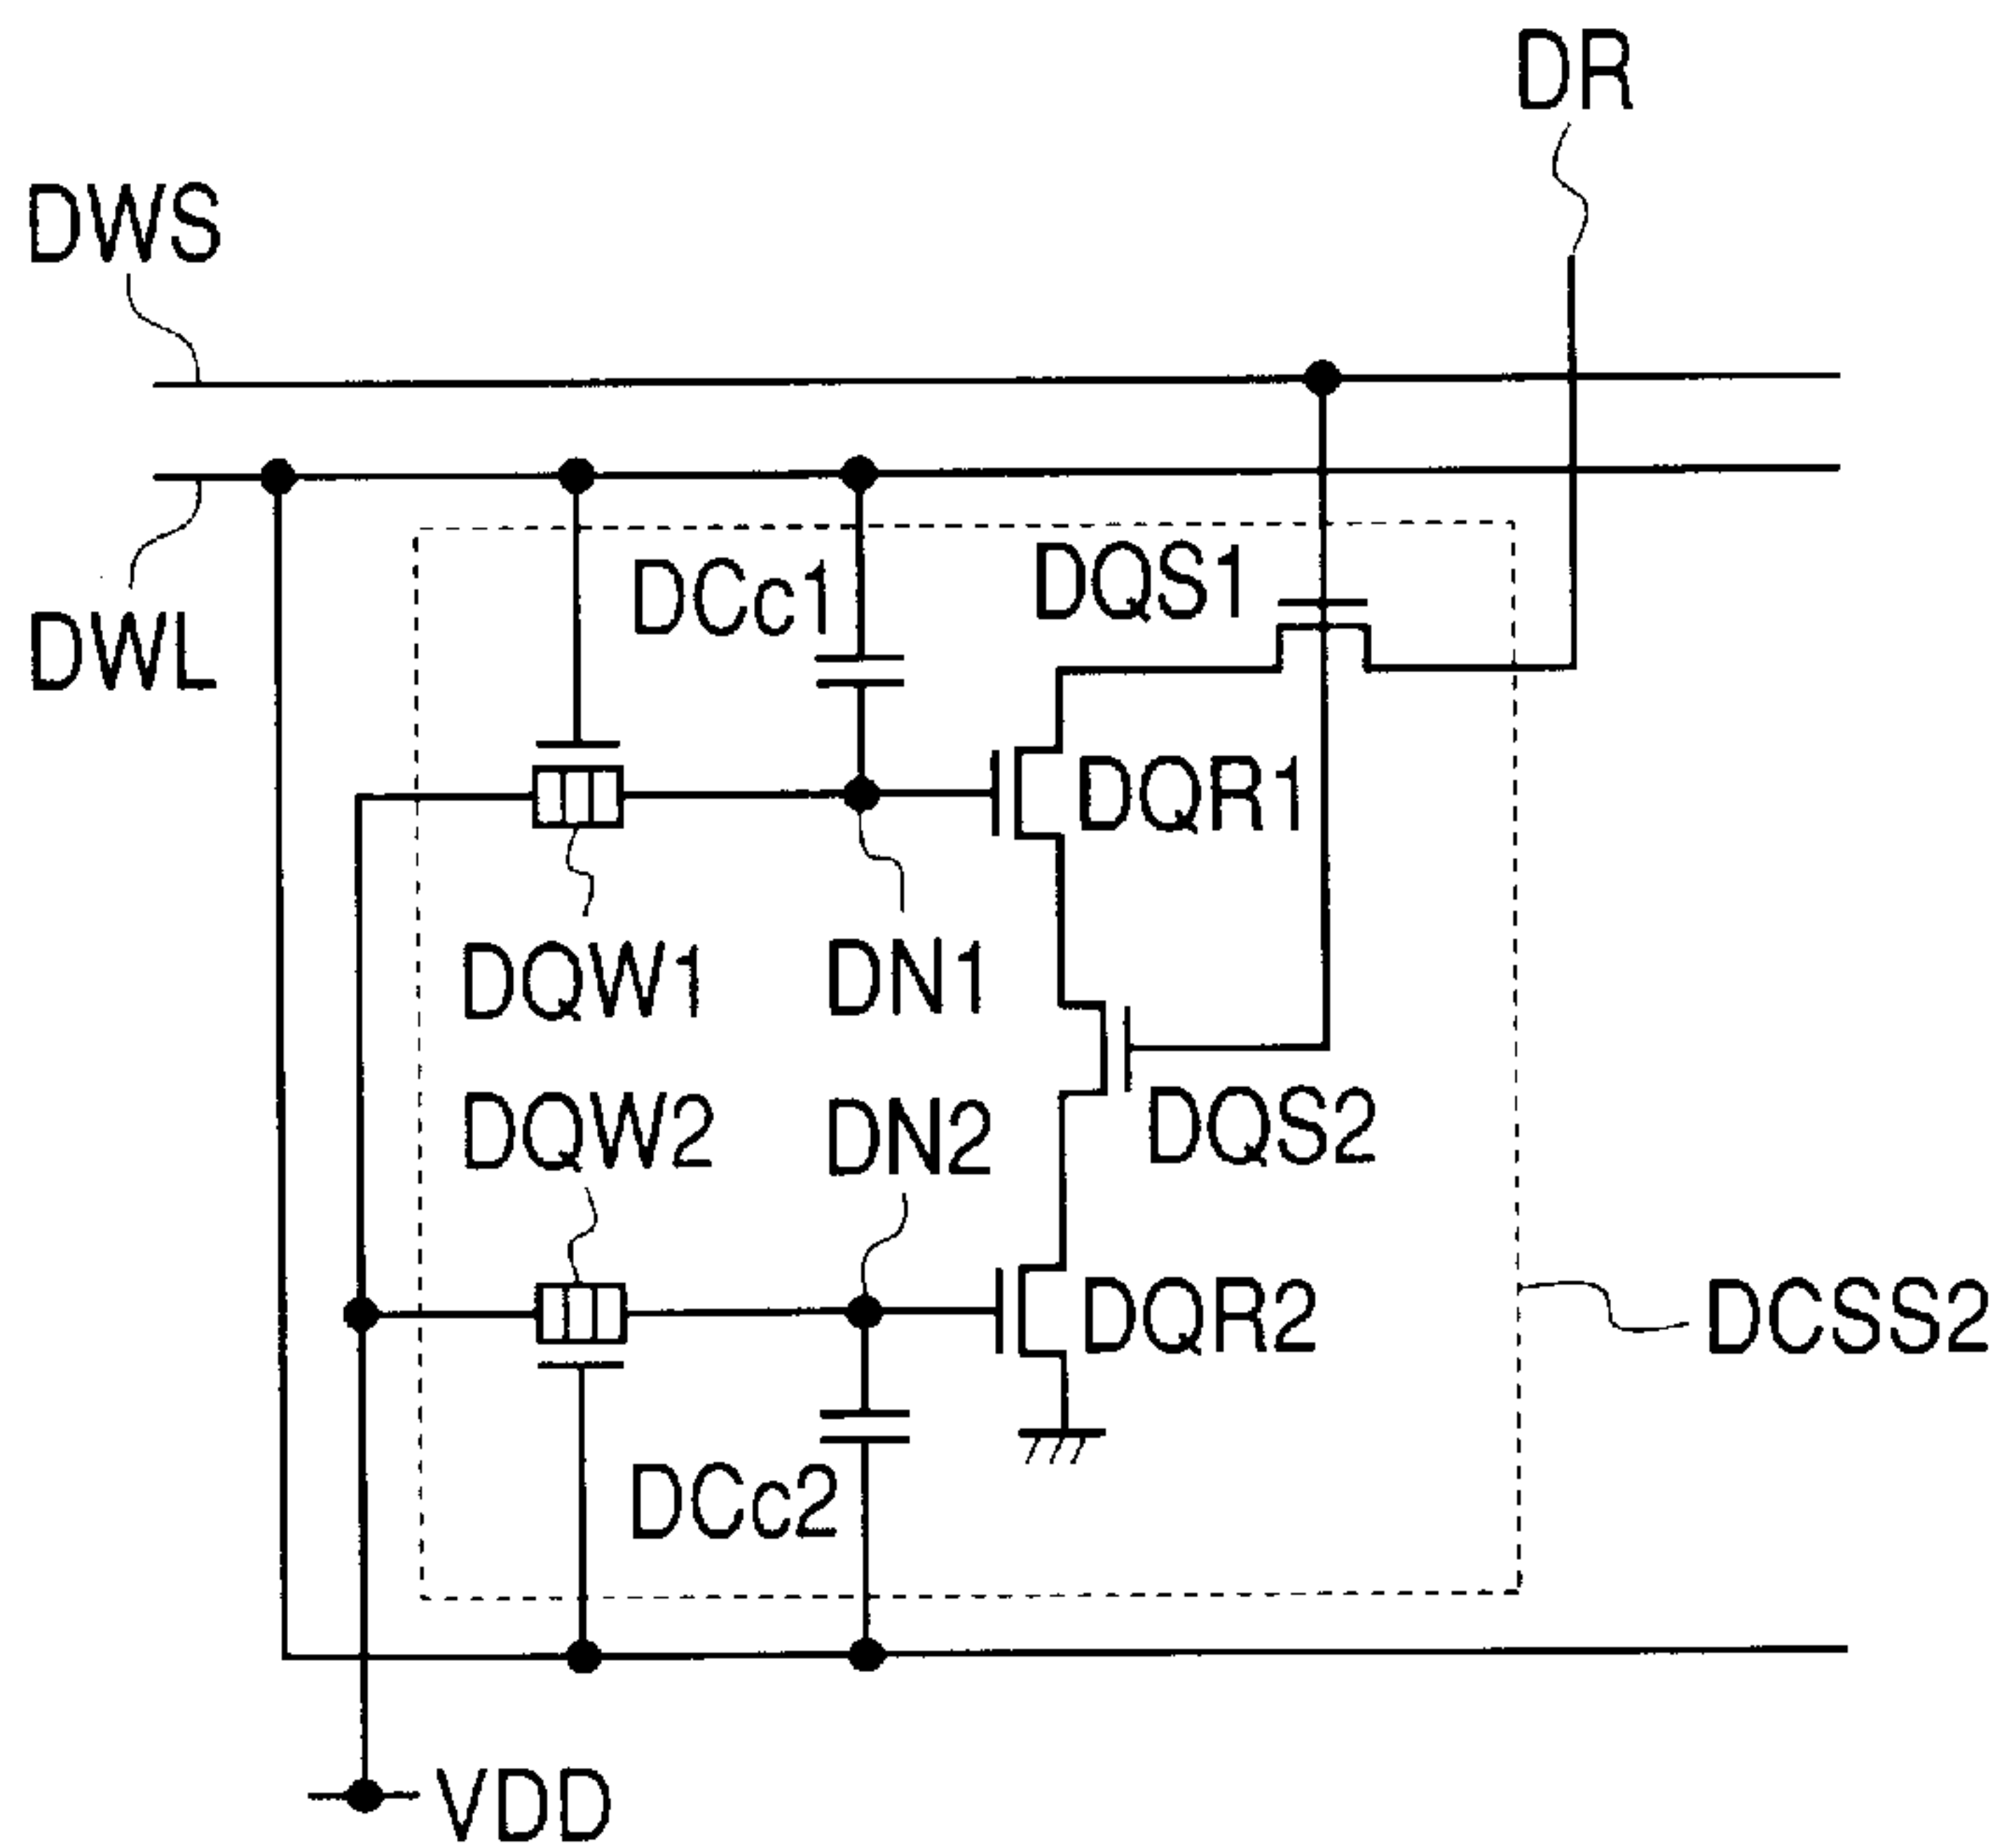 DR
DWS
DCc1
DQS1
DWL
DQR1
DQW1
DN1
DQW2
DN2
DQS2
DQR2
DCSS2
DCc2
VDD